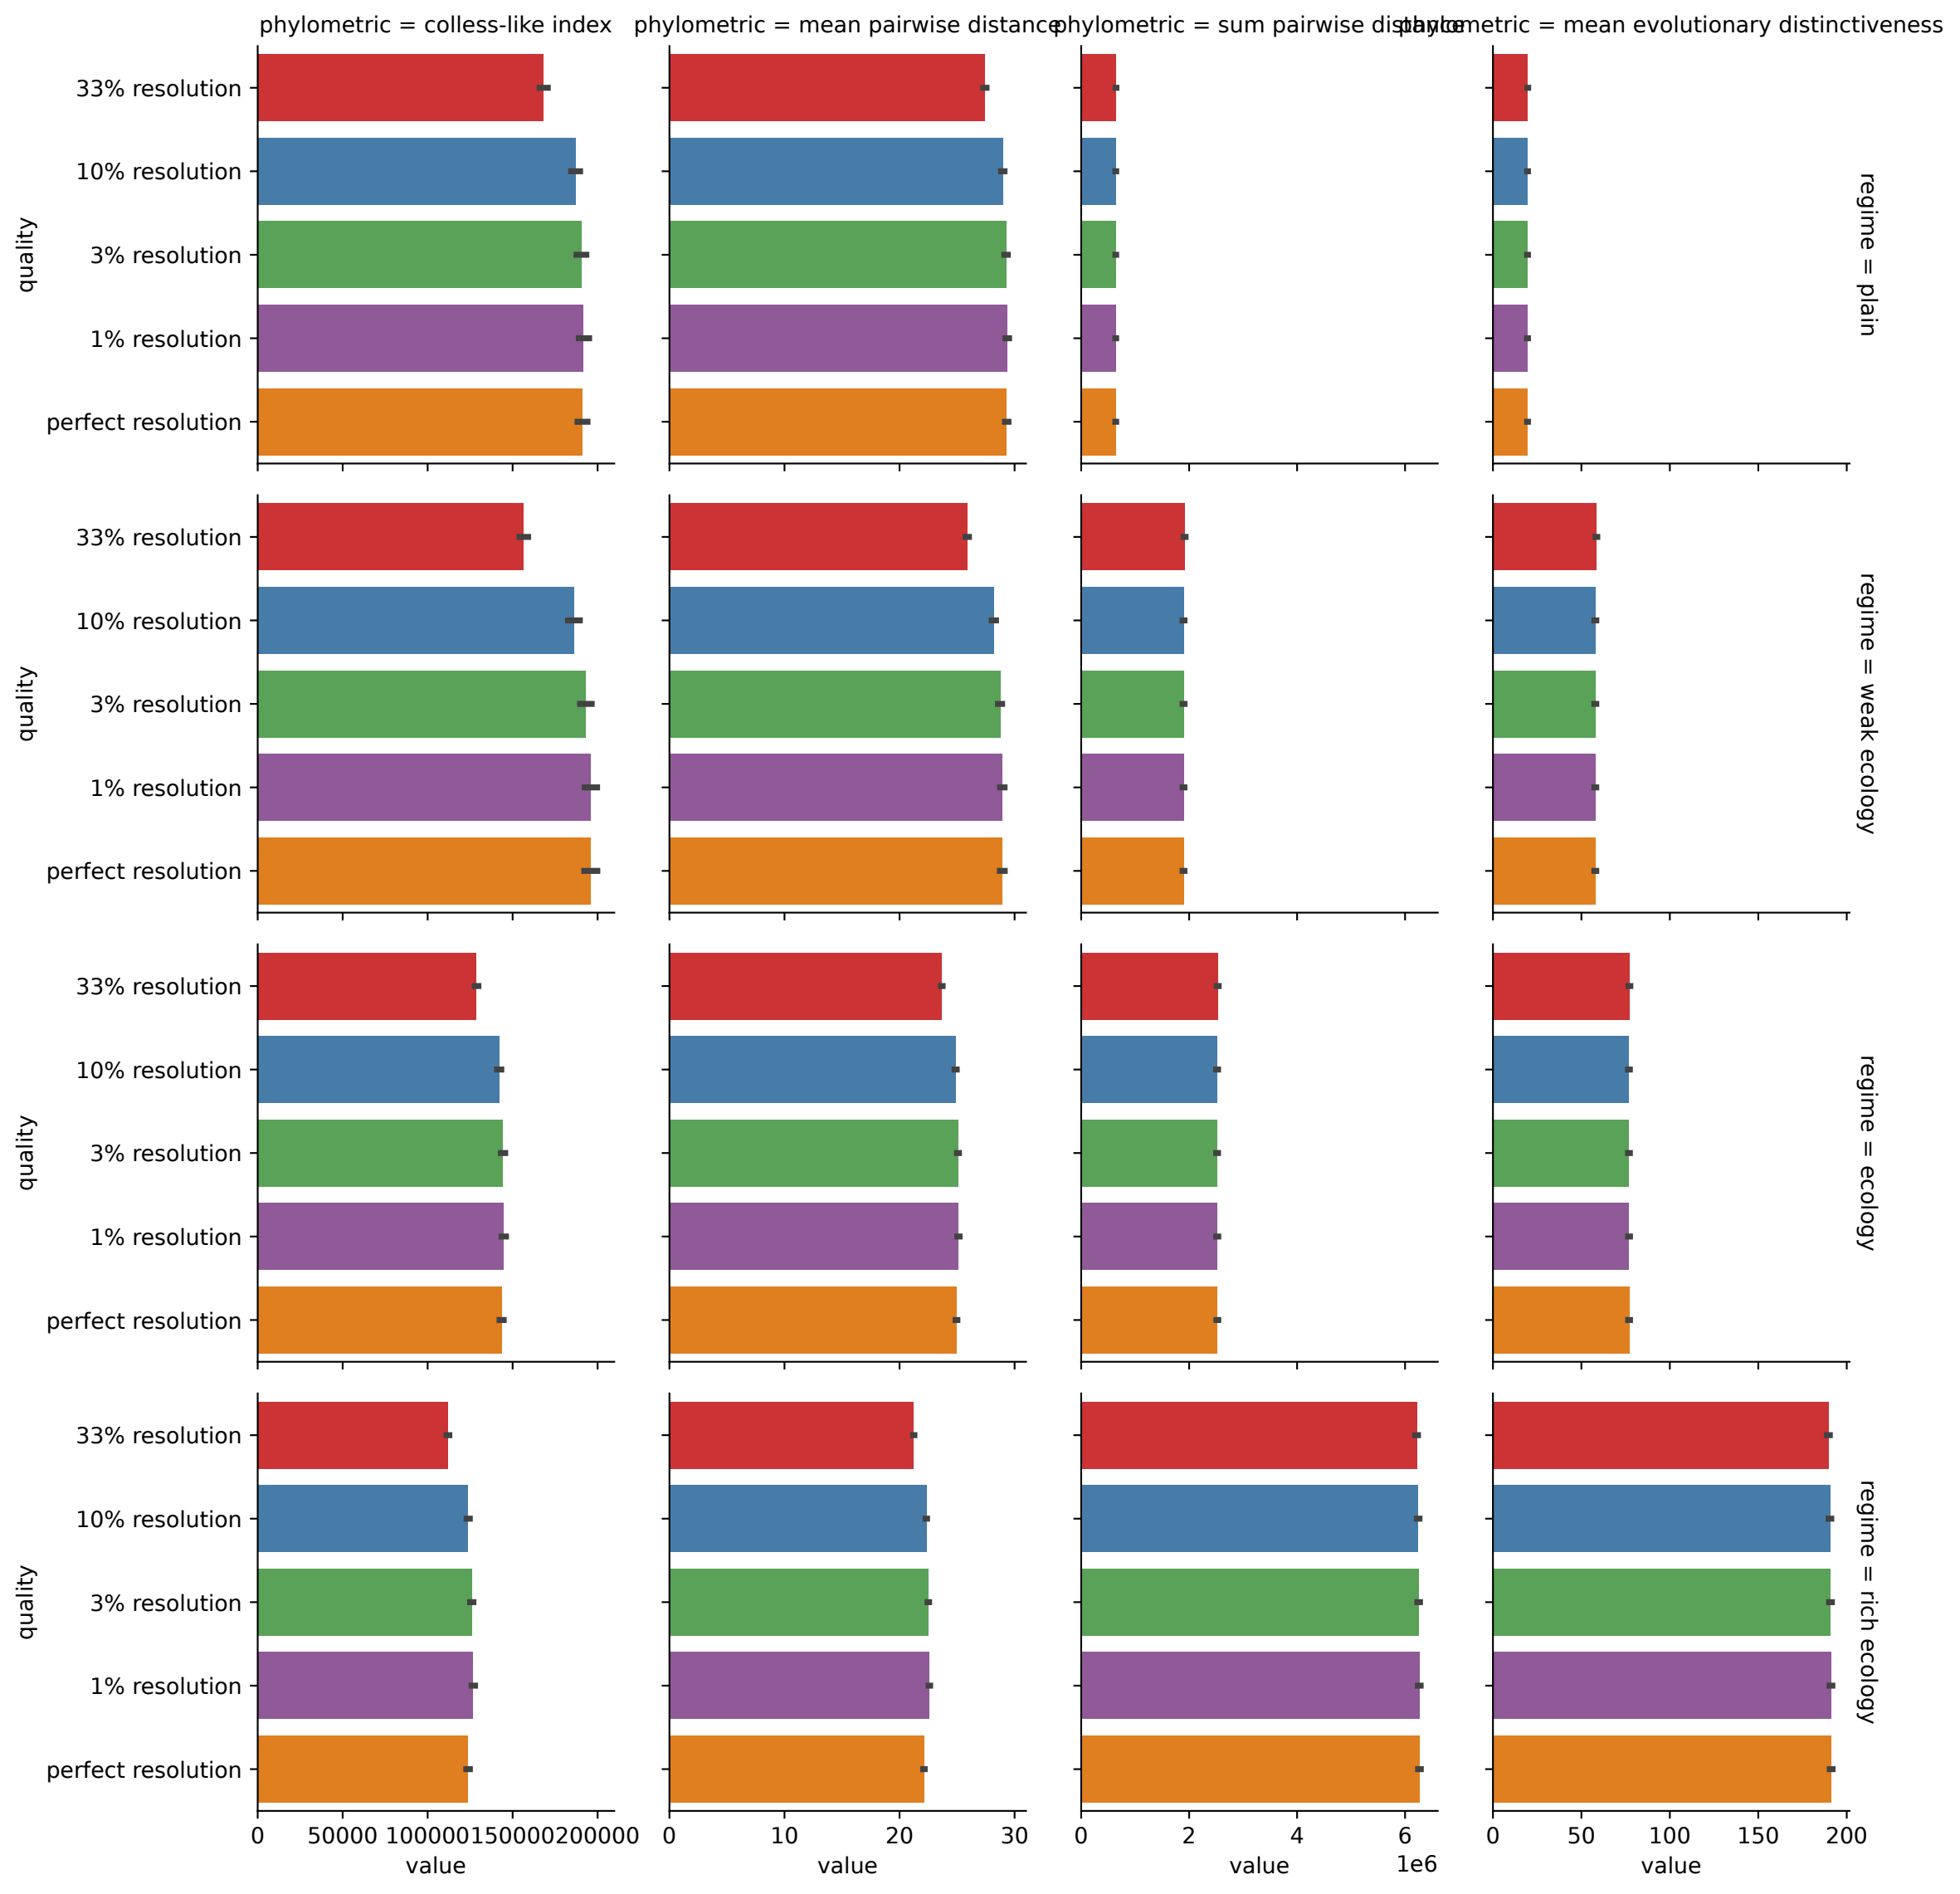 phylometric = colless-like index
phylometric = mean pairwise distance
phylometric = sum pairwise distance
phylometric = mean evolutionary distinctiveness
quality
33% resolution
10% resolution
3% resolution
1% resolution
perfect resolution
regime = plain
quality
33% resolution
10% resolution
3% resolution
1% resolution
perfect resolution
regime = weak ecology
quality
33% resolution
10% resolution
3% resolution
1% resolution
perfect resolution
regime = ecology
quality
33% resolution
10% resolution
3% resolution
1% resolution
perfect resolution
regime = rich ecology
0 50000 100000 150000 200000
value
0 10 20 30
value
0 2 4 6
1e6
value
0 50 100 150 200
value